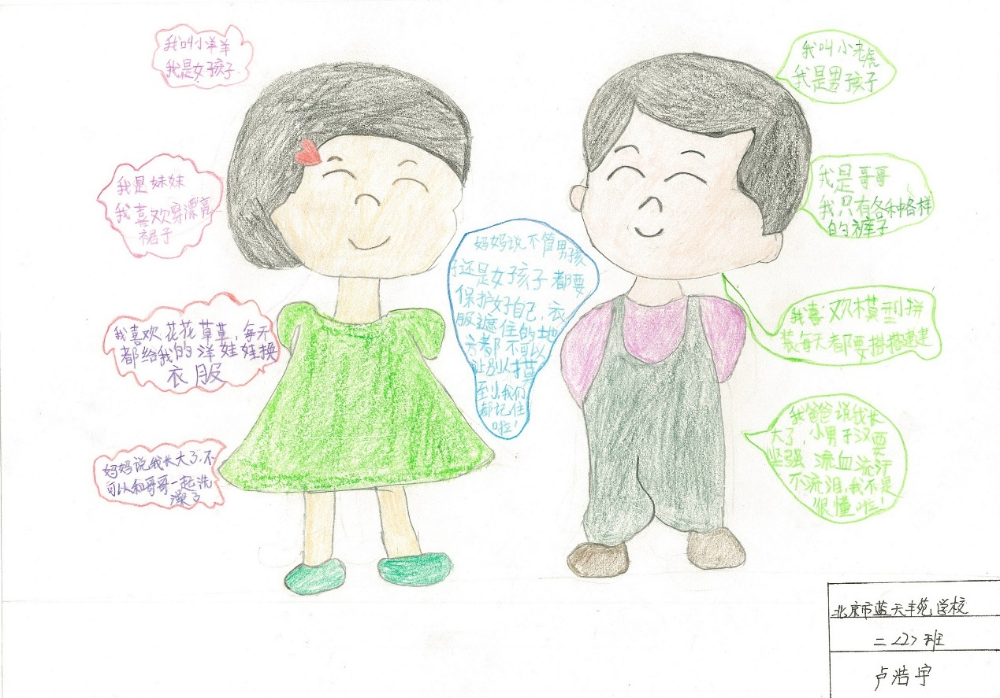 我叫小羊羊
我是女孩子
我是妹妹
我喜欢穿漂亮
裙子
我喜欢花花草草，每天
都给我的洋娃娃换
衣服
妈妈说我长大了，不
可以和哥哥一起洗
澡了
妈妈说不管男孩
子还是女孩子都要
保护好自己，衣
服遮住的地
方都不可以
让别人摸
到，我们
都记住
啦！
我叫小老虎
我是男孩子
我是哥哥
我只有各种各样
的裤子
我喜欢模型拼
装每天都要搭搭建建
我爸爸说我长
大了，小男子汉要
坚强 流血流汗
不流泪，我不是
很懂啦！
北京市蓝天丰苑学校
二<2>班
卢浩宇